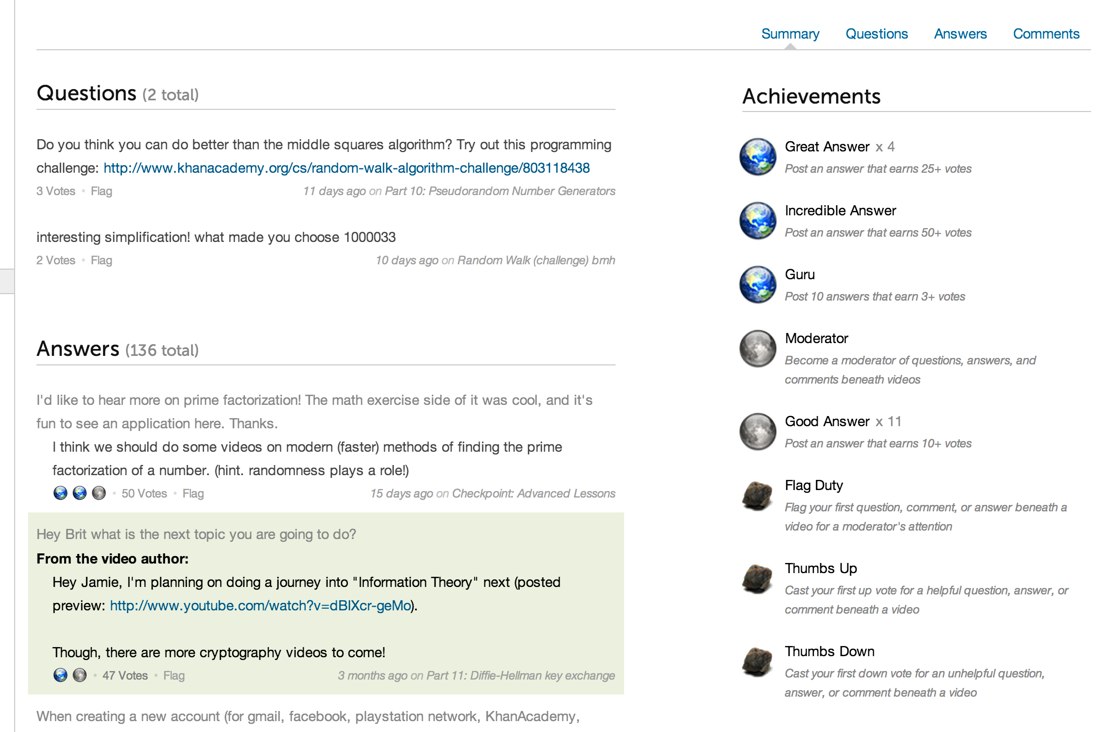 Summary Questions Answers Comments
Questions (2 total)
Do you think you can do better than the middle squares algorithm? Try out this programming
challenge: http://www.khanacademy.org/cs/random-walk-algorithm-challenge/803118438
3 Votes • Flag 11 days ago on Part 10: Pseudorandom Number Generators
interesting simplification! what made you choose 1000033
2 Votes • Flag 10 days ago on Random Walk (challenge) bmh
Answers (136 total)
I'd like to hear more on prime factorization! The math exercise side of it was cool, and it's
fun to see an application here. Thanks.
I think we should do some videos on modern (faster) methods of finding the prime
factorization of a number. (hint. randomness plays a role!)
• 50 Votes • Flag 15 days ago on Checkpoint: Advanced Lessons
Hey Brit what is the next topic you are going to do?
From the video author:
Hey Jamie, I'm planning on doing a journey into "Information Theory" next (posted
preview: http://www.youtube.com/watch?v=dBlXcr-geMo).
Though, there are more cryptography videos to come!
• 47 Votes • Flag 3 months ago on Part 11: Diffie-Hellman key exchange
When creating a new account (for gmail, facebook, playstation network, KhanAcademy,
Achievements
Great Answer x 4
Post an answer that earns 25+ votes
Incredible Answer
Post an answer that earns 50+ votes
Guru
Post 10 answers that earn 3+ votes
Moderator
Become a moderator of questions, answers, and
comments beneath videos
Good Answer x 11
Post an answer that earns 10+ votes
Flag Duty
Flag your first question, comment, or answer beneath a
video for a moderator's attention
Thumbs Up
Cast your first up vote for a helpful question, answer, or
comment beneath a video
Thumbs Down
Cast your first down vote for an unhelpful question,
answer, or comment beneath a video